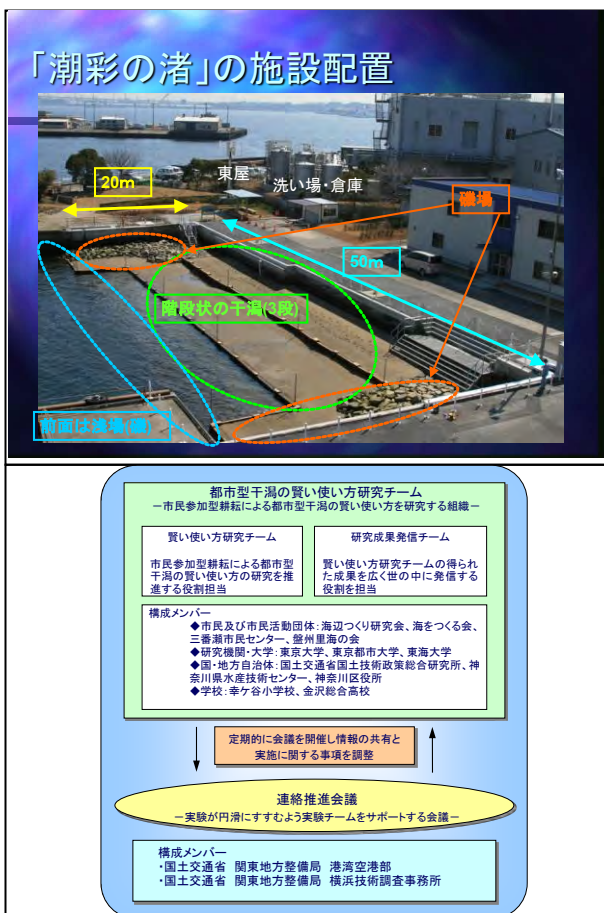 「潮彩の渚」の施設配置
20m
東屋
洗い場・倉庫
磯場
50m
階段状の干潟(3段)
前面は浅場(磯)
都市型干潟の賢い使い方研究チーム
－市民参加型耕耘による都市型干潟の賢い使い方を研究する組織－
賢い使い方研究チーム
市民参加型耕耘による都市型
干潟の賢い使い方の研究を推
進する役割担当
研究成果発信チーム
賢い使い方研究チームの得られ
た成果を広く世の中に発信する
役割を担当
構成メンバー
◆市民及び市民活動団体：海辺つくり研究会、海をつくる会、
三番瀬市民センター、盤州里海の会
◆研究機関・大学：東京大学、東京都市大学、東海大学
◆国・地方自治体：国土交通省国土技術政策総合研究所、神
奈川県水産技術センター、神奈川区役所
◆学校：幸ケ谷小学校、金沢総合高校
定期的に会議を開催し情報の共有と
実施に関する事項を調整
連絡推進会議
－実験が円滑にすすむよう実験チームをサポートする会議－
構成メンバー
・国土交通省 関東地方整備局 港湾空港部
・国土交通省 関東地方整備局 横浜技術調査事務所